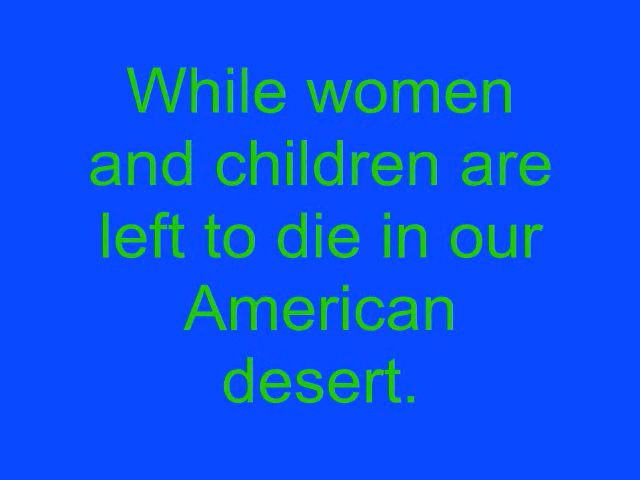 While women
and children are
left to die in our
American
desert.